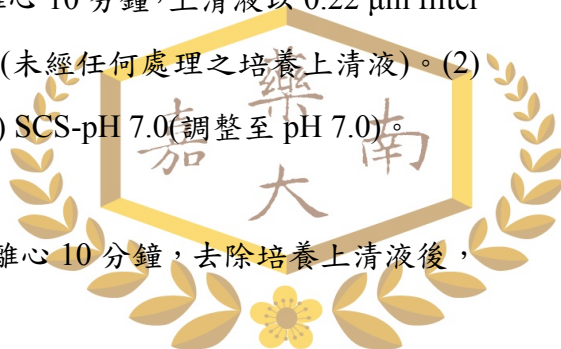 離心 10 分鐘,上清液以 0.22 μm filter
(未經任何處理之培養上清液)。(2)
) SCS-pH 7.0(調整至 pH 7.0)。
藥
嘉 南
大
離心 10 分鐘,去除培養上清液後,